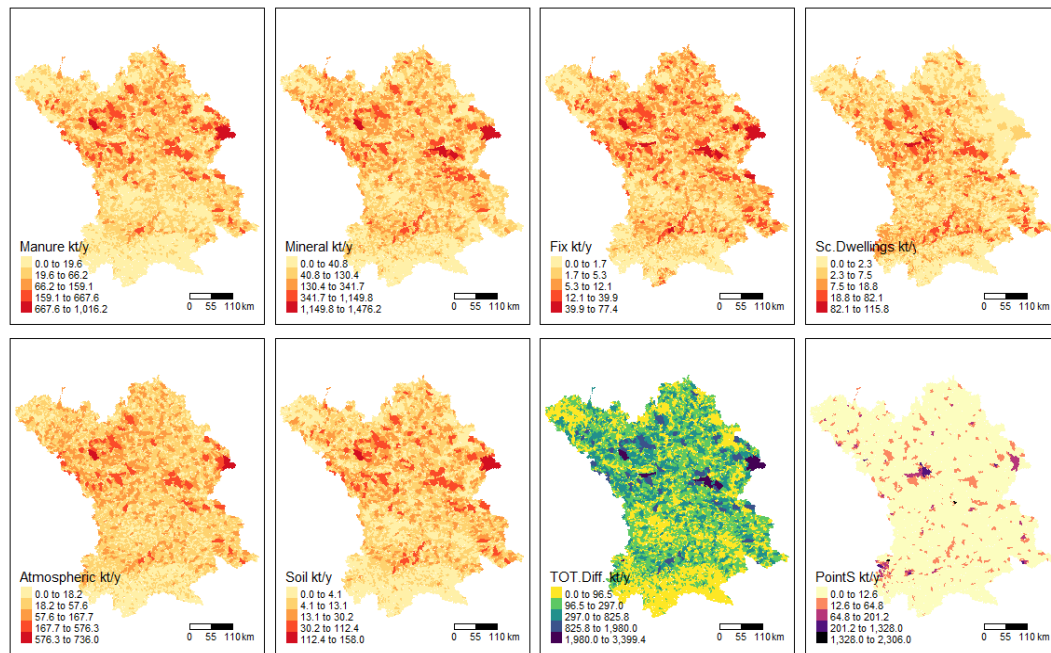 Manure kt/y
0.0 to 19.6
19.6 to 66.2
66.2 to 159.1
159.1 to 667.6
667.6 to 1,016.2
0 55 110 km
Mineral kt/y
0.0 to 40.8
40.8 to 130.4
130.4 to 341.7
341.7 to 1,149.8
1,149.8 to 1,476.2
0 55 110 km
Fix kt/y
0.0 to 1.7
1.7 to 5.3
5.3 to 12.1
12.1 to 39.9
39.9 to 77.4
0 55 110 km
Sc.Dwellings kt/y
0.0 to 2.3
2.3 to 7.5
7.5 to 18.8
18.8 to 82.1
82.1 to 115.8
0 55 110 km
Atmospheric kt/y
0.0 to 18.2
18.2 to 57.6
57.6 to 167.7
167.7 to 576.3
576.3 to 736.0
0 55 110 km
Soil kt/y
0.0 to 4.1
4.1 to 13.1
13.1 to 30.2
30.2 to 112.4
112.4 to 158.0
0 55 110 km
TOT.Diff. kt/y
0.0 to 96.5
96.5 to 297.0
297.0 to 825.8
825.8 to 1,980.0
1,980.0 to 3,399.4
0 55 110 km
PointS kt/y
0.0 to 12.6
12.6 to 64.8
64.8 to 201.2
201.2 to 1,328.0
1,328.0 to 2,306.0
0 55 110 km